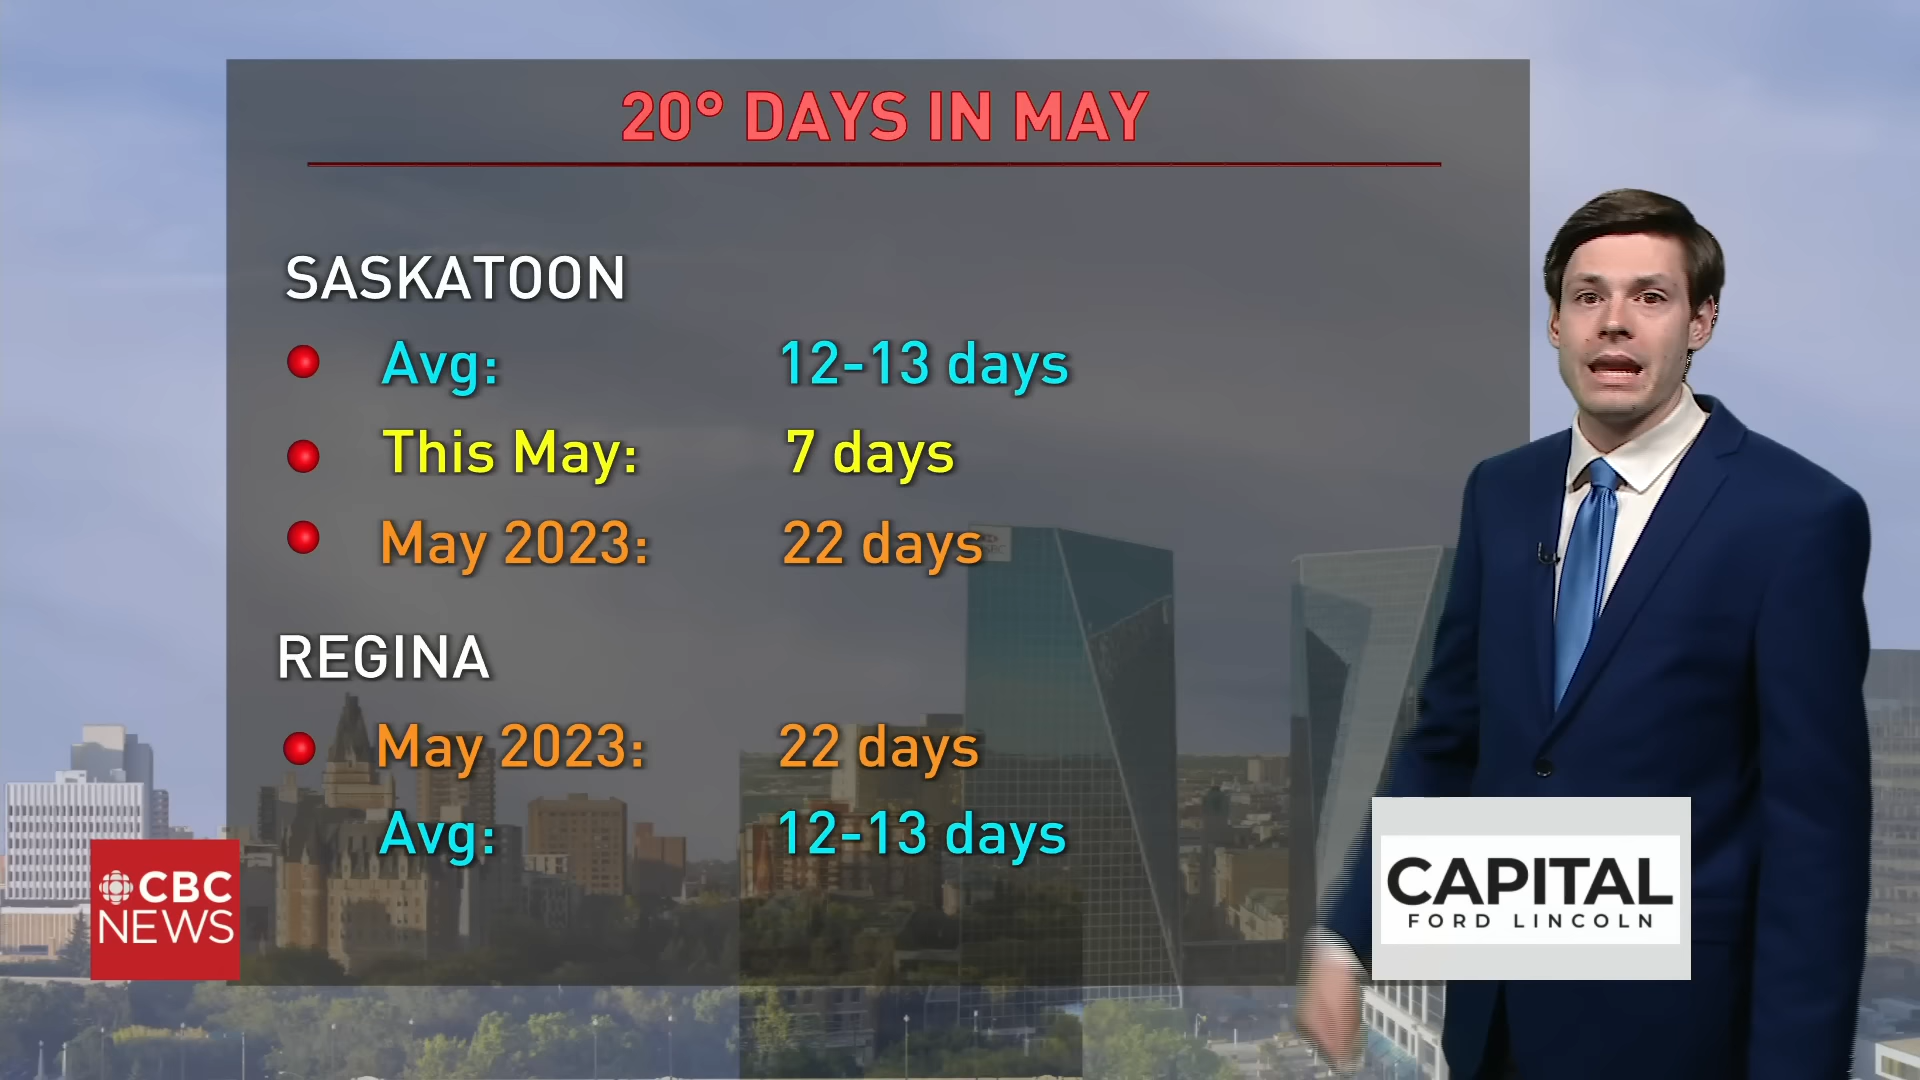 20° DAYS IN MAY
SASKATOON
Avg: 12-13 days
This May: 7 days
May 2023: 22 days
REGINA
May 2023: 22 days
Avg: 12-13 days
CBC
NEWS
CAPITAL
FORD LINCOLN